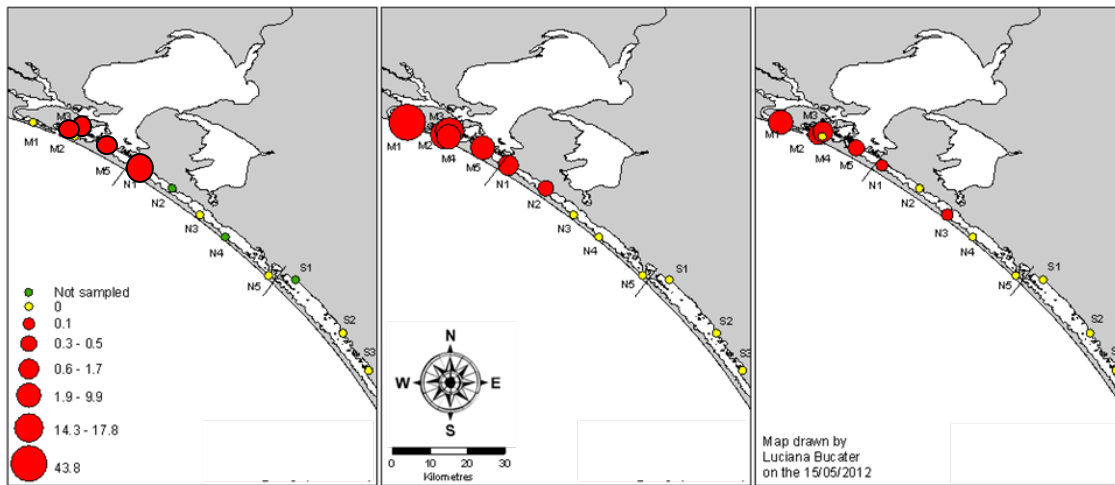 M3
M1
M2
M5
N1
N2
N3
N4
S1
N5
S2
S3
Not sampled
0
0.1
0.3 - 0.5
0.6 - 1.7
1.9 - 9.9
14.3 - 17.8
43.8
M3
M1
M2
M4
M5
N1
N2
N3
N4
S1
N5
S2
S3
N
W E
S
0 10 20 30
Kilometres
M3
M1
M2
M4
M5
N1
N2
N3
N4
S1
N5
S2
S3
Map drawn by
Luciana Bucater
on the 15/05/2012